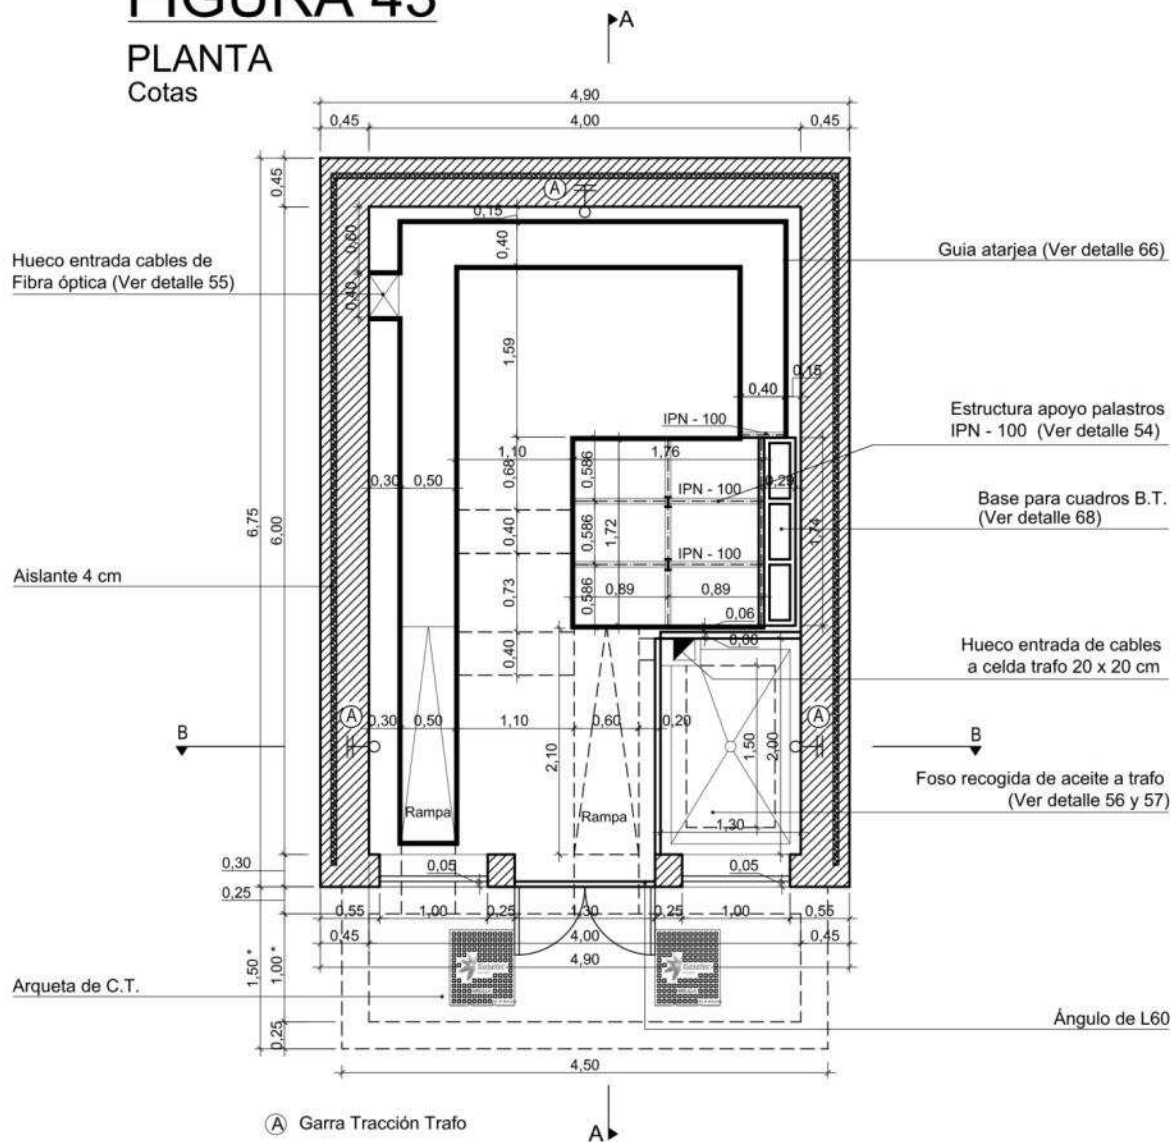 FIGURA 43
PLANTA
Cotas
A
4,90
0,45 4,00 0,45
0,45
A
0,15
0,60
0,40
Hueco entrada cables de
Fibra óptica (Ver detalle 55)
Guia atarjea (Ver detalle 66)
0,40
1,59
0,15
0,40
Estructura apoyo palastros
IPN - 100 (Ver detalle 54)
IPN - 100
1,10 1,76
0,68
0,586
0,30 0,50
IPN - 100
0,29
Base para cuadros B.T.
(Ver detalle 68)
6,75
6,00
0,40
0,586
1,72
1,74
IPN - 100
Aislante 4 cm
0,73
0,586
0,89 0,89
0,06
0,06
Hueco entrada de cables
a celda trafo 20 x 20 cm
0,40
A
A
0,30 0,50 1,10 0,60 0,20
B
B
2,10
1,50
2,00
Foso recogida de aceite a trafo
(Ver detalle 56 y 57)
Rampa
Rampa
1,30
0,30
0,05
0,05
0,25
0,55 1,00 0,25 1,30 0,25 1,00 0,55
0,45 4,00 0,45
4,90
1,50 *
1,00 *
Arqueta de C.T.
Ángulo de L60
0,25
4,50
A Garra Tracción Trafo
A